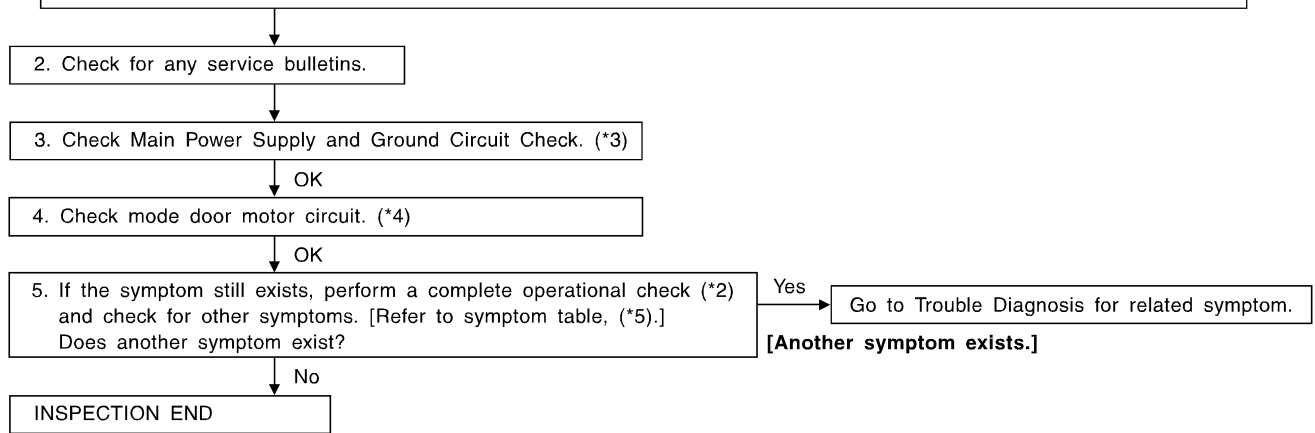 2. Check for any service bulletins.
3. Check Main Power Supply and Ground Circuit Check. (*3)
OK
4. Check mode door motor circuit. (*4)
OK
5. If the symptom still exists, perform a complete operational check (*2)
and check for other symptoms. [Refer to symptom table, (*5).]
Does another symptom exist?
Yes
Go to Trouble Diagnosis for related symptom.
[Another symptom exists.]
No
INSPECTION END